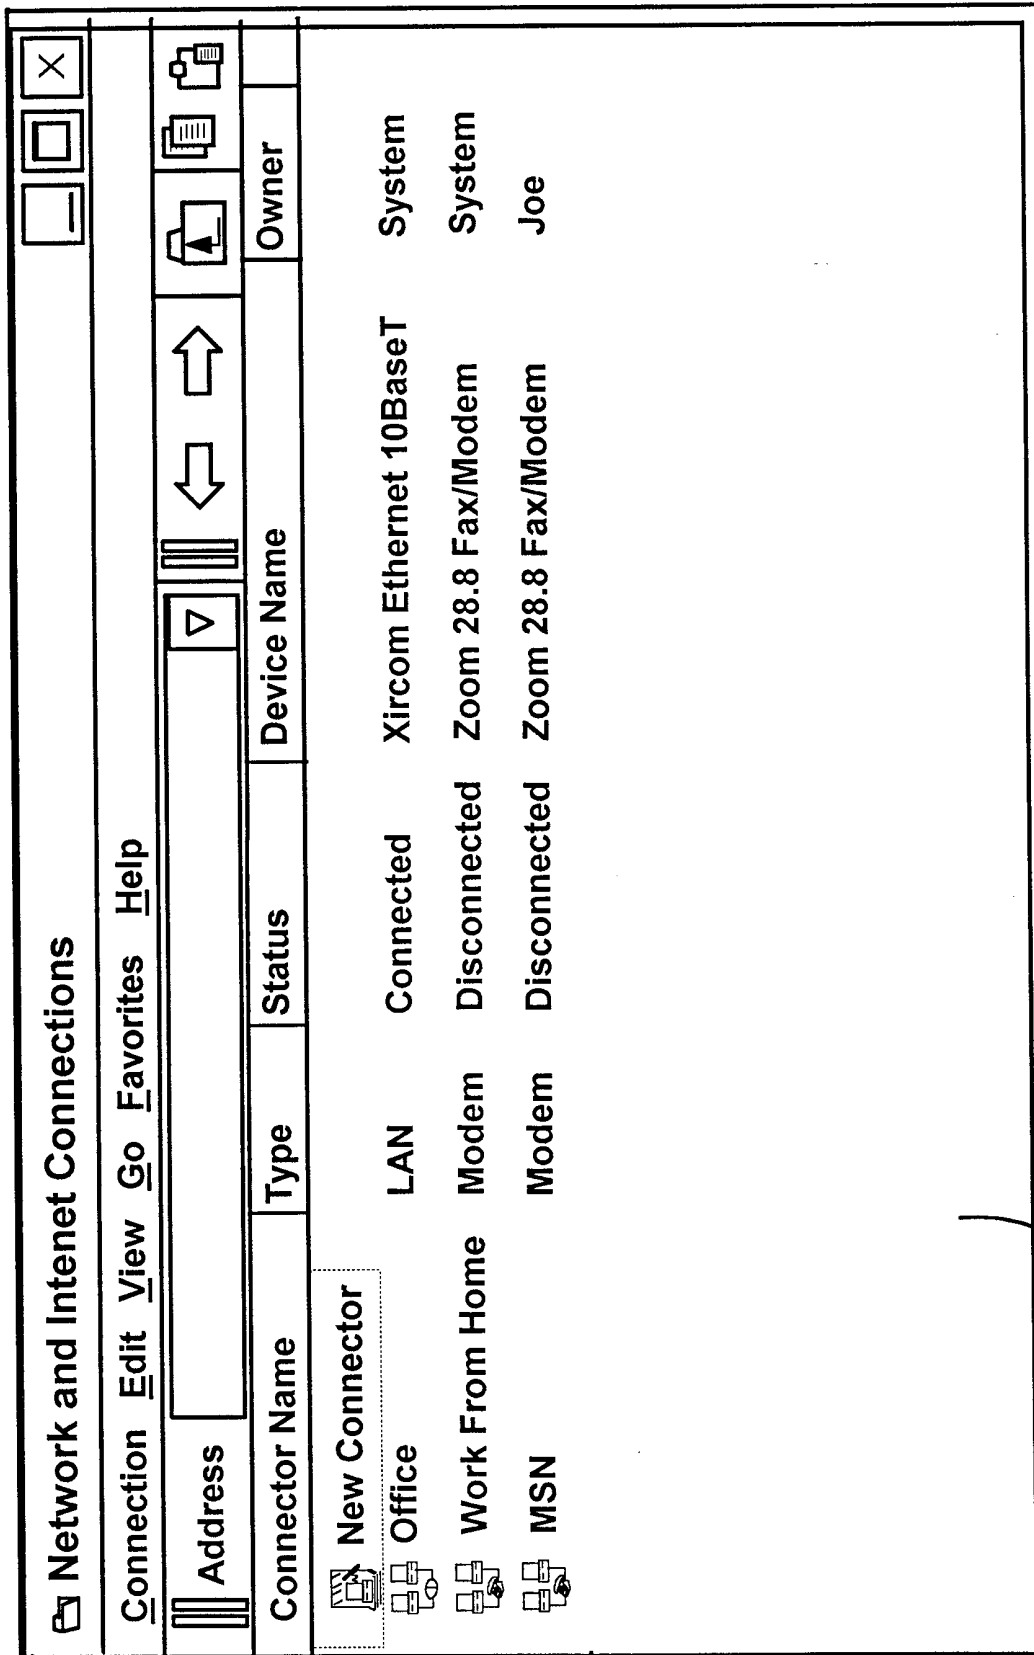 Network and Intenet Connections
X
Connection Edit View Go Favorites Help
Address
Connector Name Type Status Device Name Owner
New Connector
Office LAN Connected Xircom Ethernet 10BaseT System
Work From Home Modem Disconnected Zoom 28.8 Fax/Modem System
MSN Modem Disconnected Zoom 28.8 Fax/Modem Joe